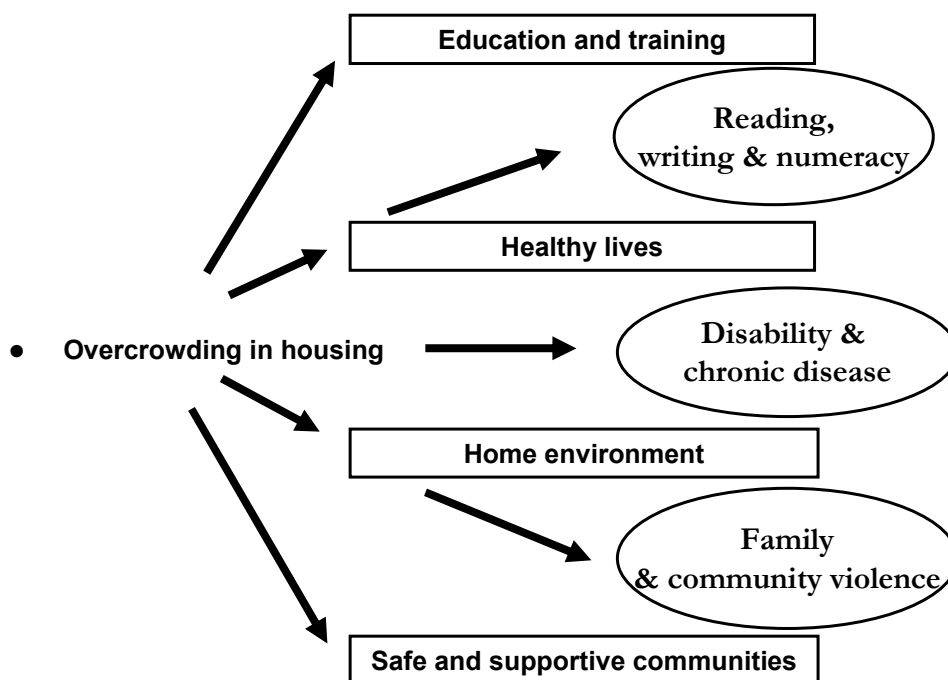 Education and training
Reading,
writing & numeracy
Healthy lives
Disability &
chronic disease
• Overcrowding in housing
Home environment
Family
& community violence
Safe and supportive communities